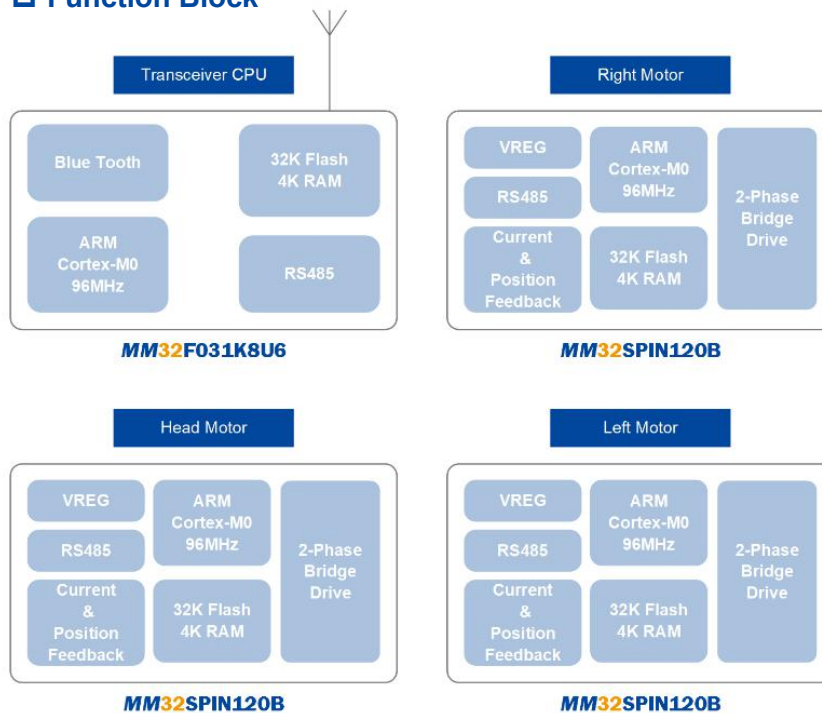 Function Block
Transceiver CPU
Blue Tooth
32K Flash
4K RAM
ARM
Cortex-M0
96MHz
RS485
MM32F031K8U6
Right Motor
VREG
RS485
Current
&
Position
Feedback
ARM
Cortex-M0
96MHz
32K Flash
4K RAM
2-Phase
Bridge
Drive
MM32SPIN120B
Head Motor
VREG
RS485
Current
&
Position
Feedback
ARM
Cortex-M0
96MHz
32K Flash
4K RAM
2-Phase
Bridge
Drive
MM32SPIN120B
Left Motor
VREG
RS485
Current
&
Position
Feedback
ARM
Cortex-M0
96MHz
32K Flash
4K RAM
2-Phase
Bridge
Drive
MM32SPIN120B